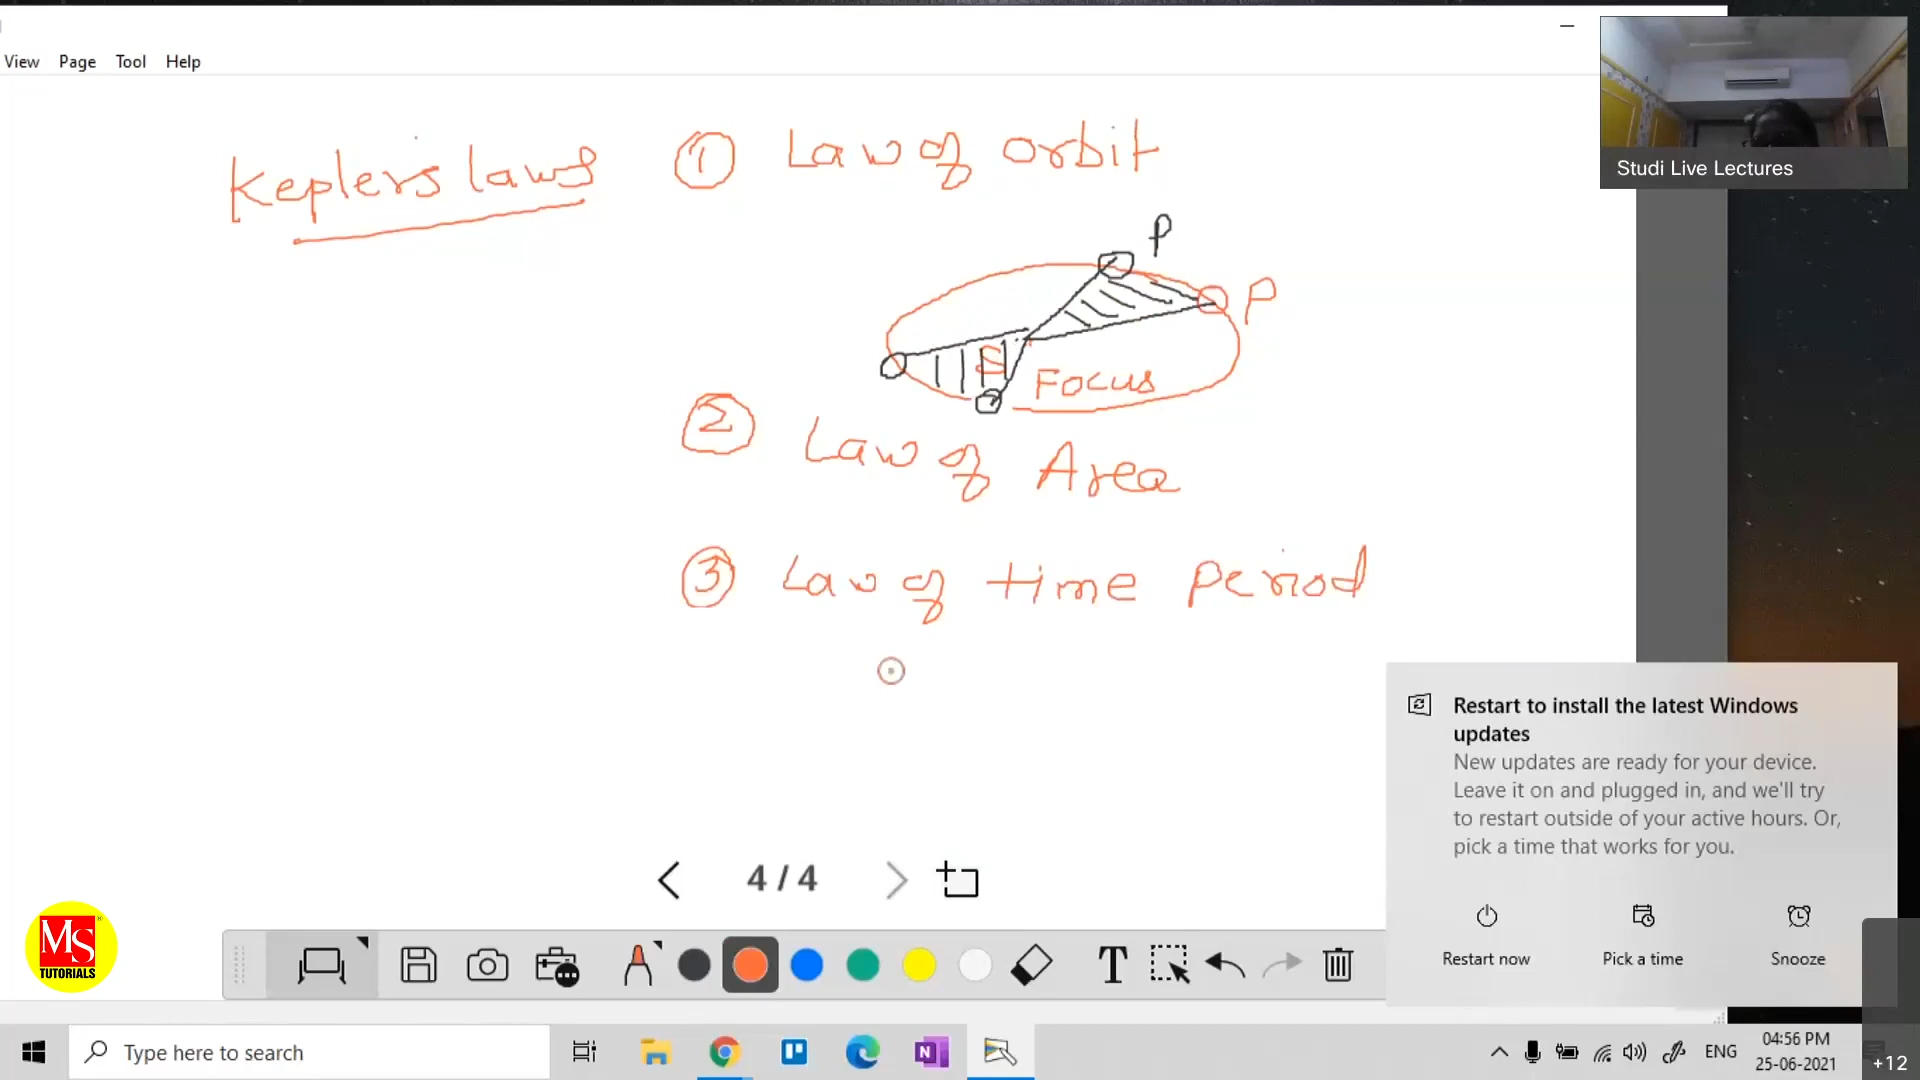 View Page Tool Help
Studi Live Lectures
Kepler's laws
① Law of orbit
P
P
S
Focus
② Law of Area
③ Law of time period
Restart to install the latest Windows
updates
New updates are ready for your device.
Leave it on and plugged in, and we'll try
to restart outside of your active hours. Or,
pick a time that works for you.
Restart now Pick a time Snooze
4 / 4
MS
TUTORIALS
T
Type here to search
N
ENG
04:56 PM
25-06-2021
+12